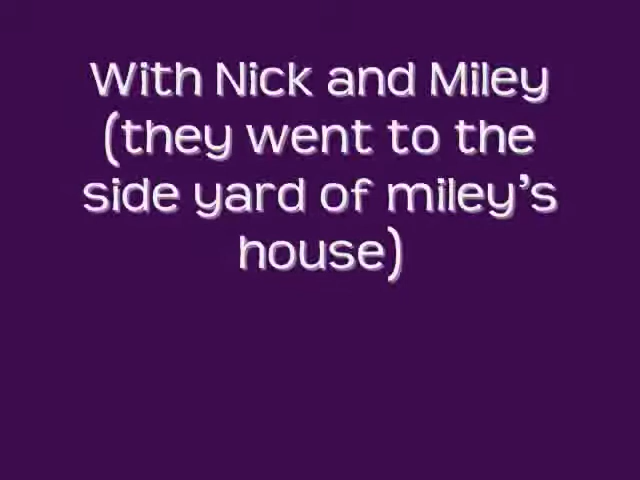 With Nick and Miley
(they went to the
side yard of miley's
house)